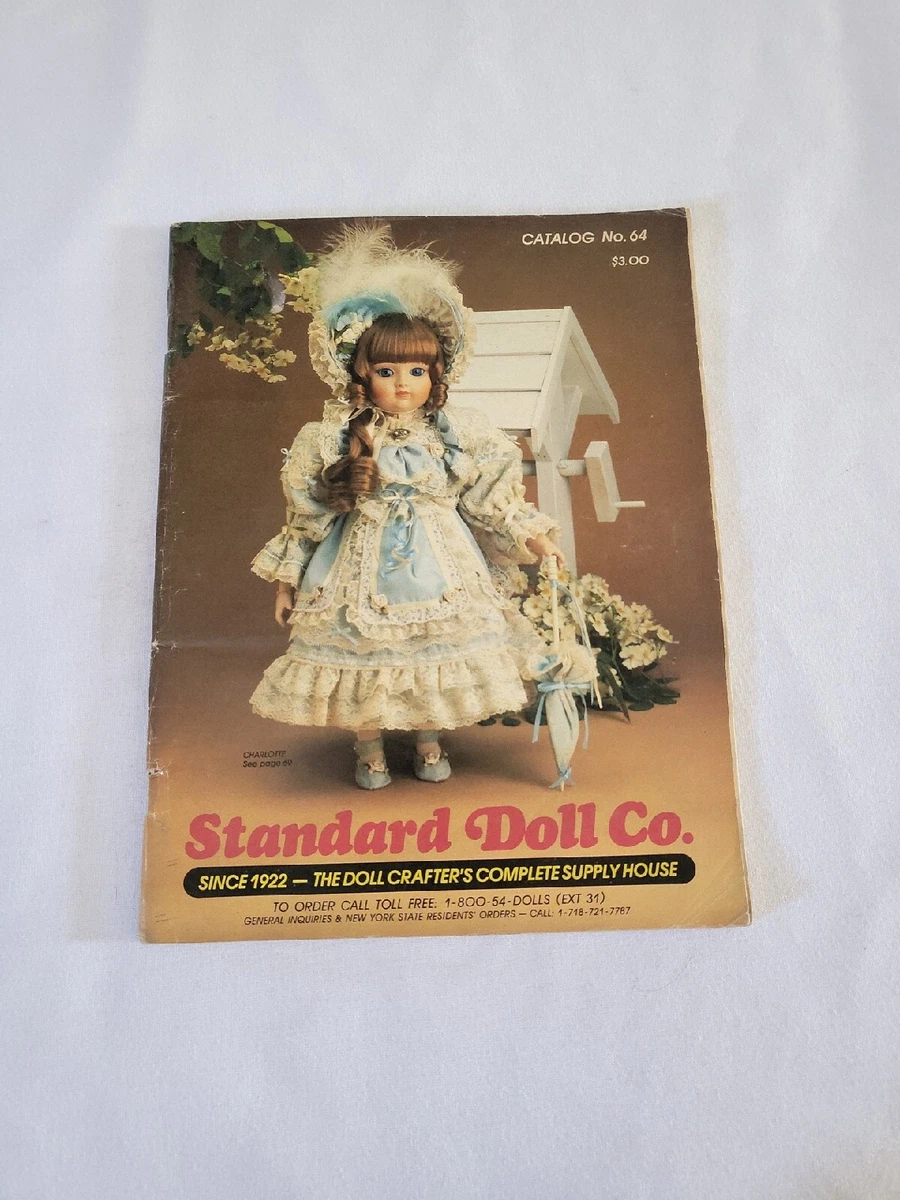 CATALOG No. 64
$3.00
CHARLOTTE
See page 69
Standard Doll Co.
SINCE 1922 — THE DOLL CRAFTER'S COMPLETE SUPPLY HOUSE
TO ORDER CALL TOLL FREE: 1-800-54-DOLLS (EXT 31)
GENERAL INQUIRIES & NEW YORK STATE RESIDENTS' ORDERS — CALL: 1-718-721-7787